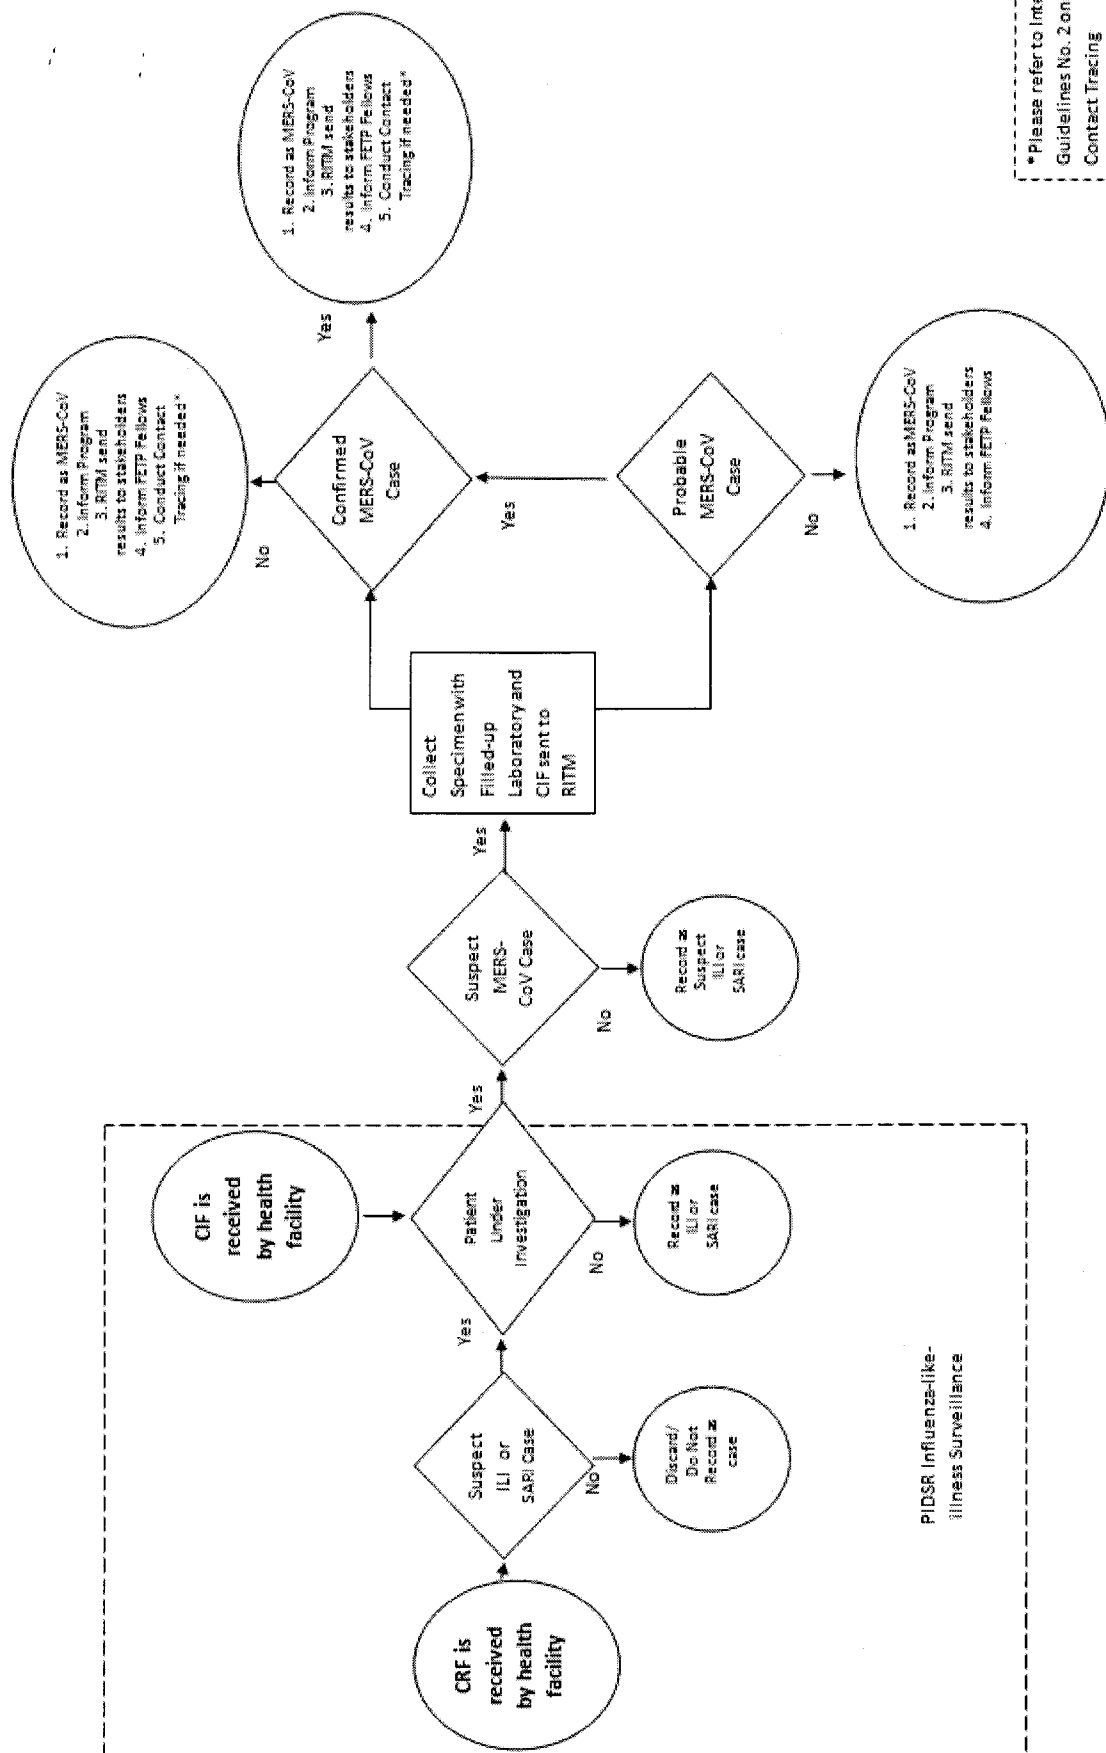 CRF is
received
by health
facility
Suspect
ILI or
SARI Case
No
Discard/
Do Not
Record as
case
Yes
CIF is
received
by health
facility
Patient
Under
Investigation
No
Record as
ILI or
SARI case
PIDSR Influenza-like-
illness Surveillance
Yes
Suspect
MERS-
CoV Case
No
Record as
Suspect
ILI or
SARI case
Yes
Collect
Specimen with
Filled-up
Laboratory and
CIF sent to
RITM
Confirmed
MERS-CoV
Case
No
1. Record as MERS-CoV
2. Inform Program
3. RITM send
results to stakeholders
4. Inform FETP Fellows
5. Conduct Contact
Tracing if needed*
Yes
1. Record as MERS-CoV
2. Inform Program
3. RITM send
results to stakeholders
4. Inform FETP Fellows
5. Conduct Contact
Tracing if needed*
Yes
Probable
MERS-CoV
Case
No
1. Record asMERS-CoV
2. Inform Program
3. RITM send
results to stakeholders
4. Inform FETP Fellows
*Please refer to
Guidelines No. 2 on
Contact Tracing